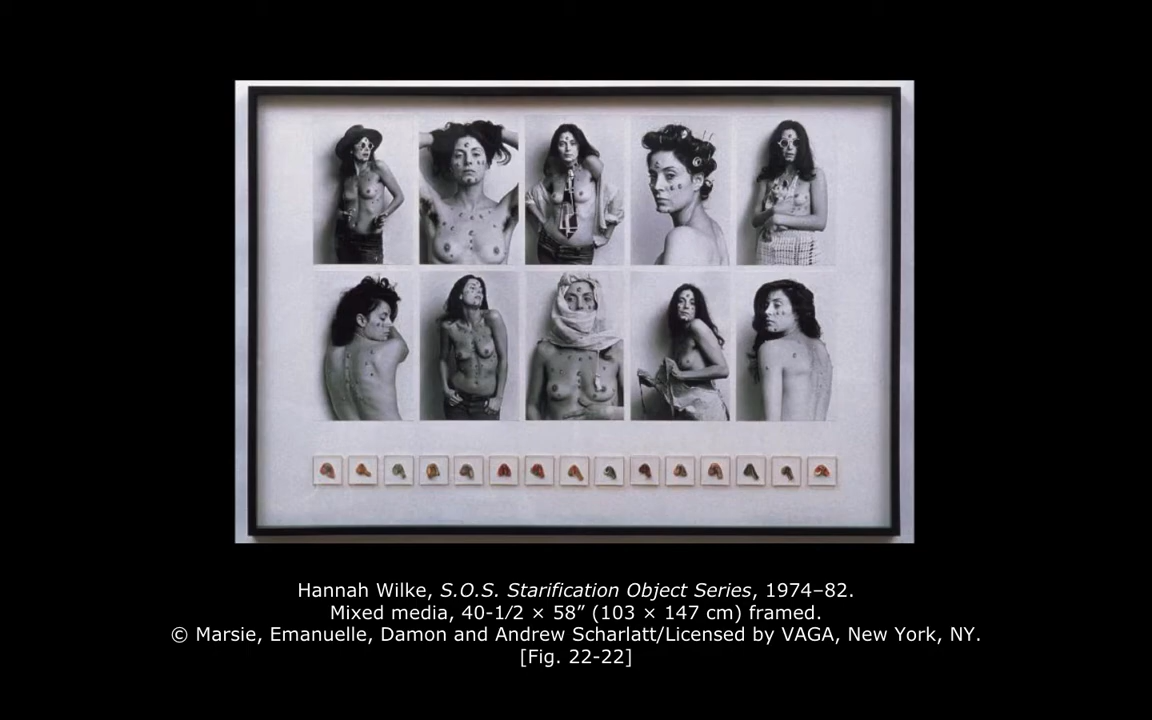 Hannah Wilke, S.O.S. Starification Object Series, 1974–82.
Mixed media, 40-1/2 × 58” (103 × 147 cm) framed.
© Marsie, Emanuelle, Damon and Andrew Scharlatt/Licensed by VAGA, New York, NY.
[Fig. 22-22]